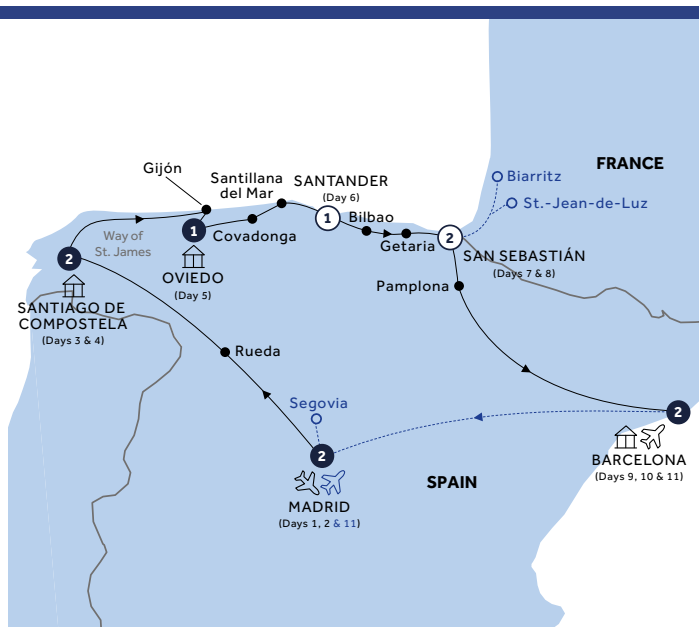 FRANCE
Biarritz
St.-Jean-de-Luz
Gijón
Santillana
del Mar
SANTANDER
(Day 6)
1
Bilbao
Getaria
2
SAN SEBASTIÁN
(Days 7 & 8)
Pamplona
Way of
St. James
1
Covadonga
OVIEDO
(Day 5)
2
SANTIAGO DE
COMPOSTELA
(Days 3 & 4)
Rueda
Segovia
2
MADRID
(Days 1, 2 & 11)
SPAIN
2
BARCELONA
(Days 9, 10 & 11)